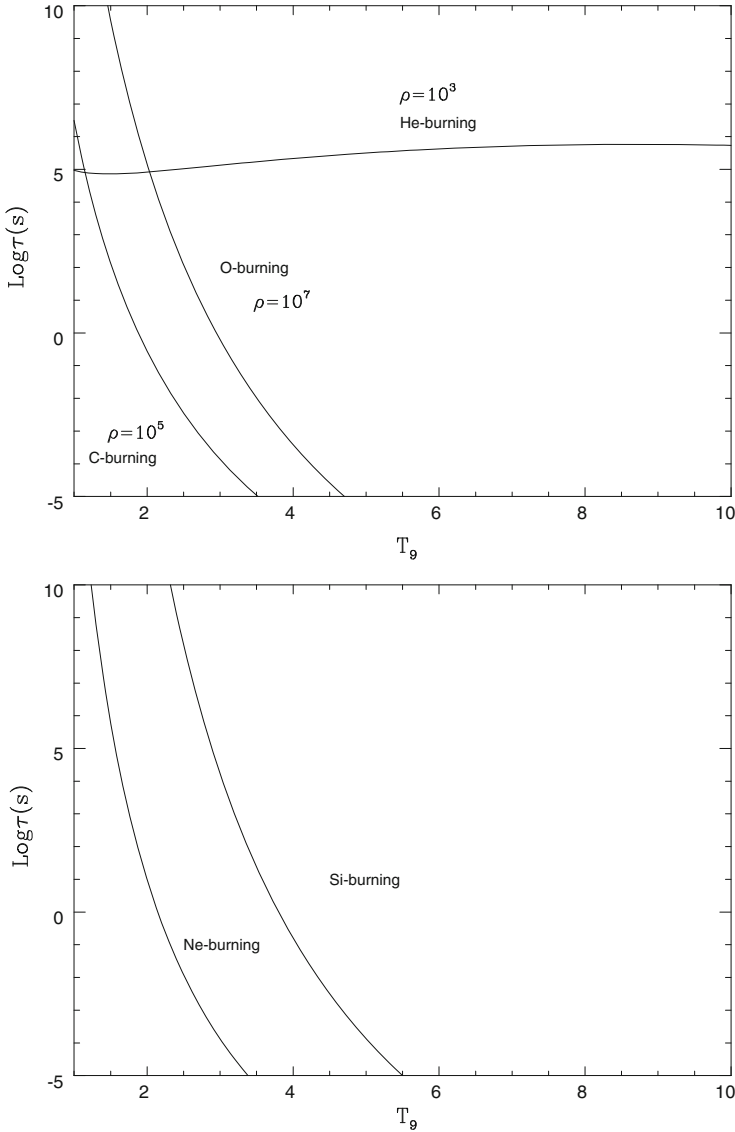 10
ρ=10³
He-burning
5
Logτ(s)
O-burning
ρ=10⁷
0
ρ=10⁵
C-burning
-5
2 4 6 8 10
T₉
10
5
Logτ(s)
Si-burning
0
Ne-burning
-5
2 4 6 8 10
T₉